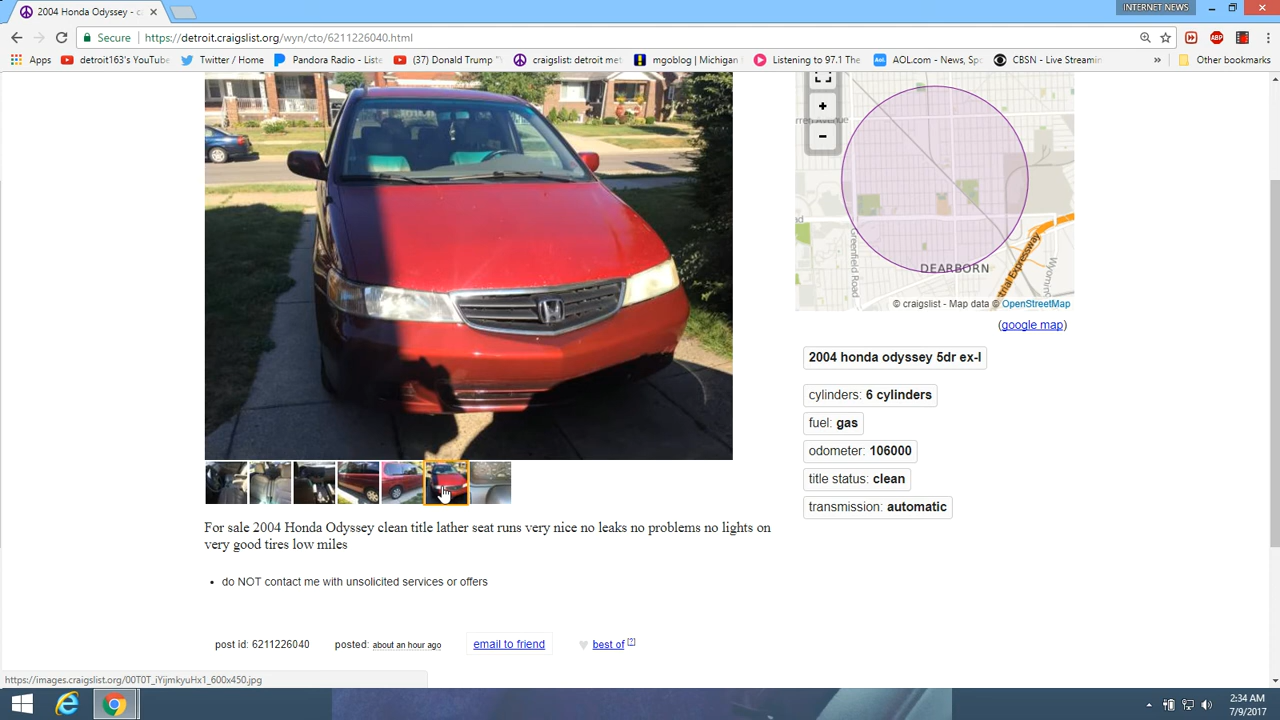 2004 Honda Odyssey - c
INTERNET NEWS
Secure
https://detroit.craigslist.org/wyn/cto/6211226040.html
Apps
detroit163's YouTube
Twitter / Home
Pandora Radio - Liste
(37) Donald Trump "
craigslist: detroit met
mgoblog | Michigan
Listening to 97.1 The
AOL.com - News, Spo
CBSN - Live Streamin
»
Other bookmarks
+
−
Greenfield Road
DEARBORN
trial Expressway
© craigslist - Map data © OpenStreetMap
(google map)
2004 honda odyssey 5dr ex-l
cylinders: 6 cylinders
fuel: gas
odometer: 106000
title status: clean
transmission: automatic
For sale 2004 Honda Odyssey clean title lather seat runs very nice no leaks no problems no lights on
very good tires low miles
• do NOT contact me with unsolicited services or offers
post id: 6211226040
posted: about an hour ago
email to friend
best of [?]
https://images.craigslist.org/00T0T_iYijmkyuHx1_600x450.jpg
2:34 AM
7/9/2017